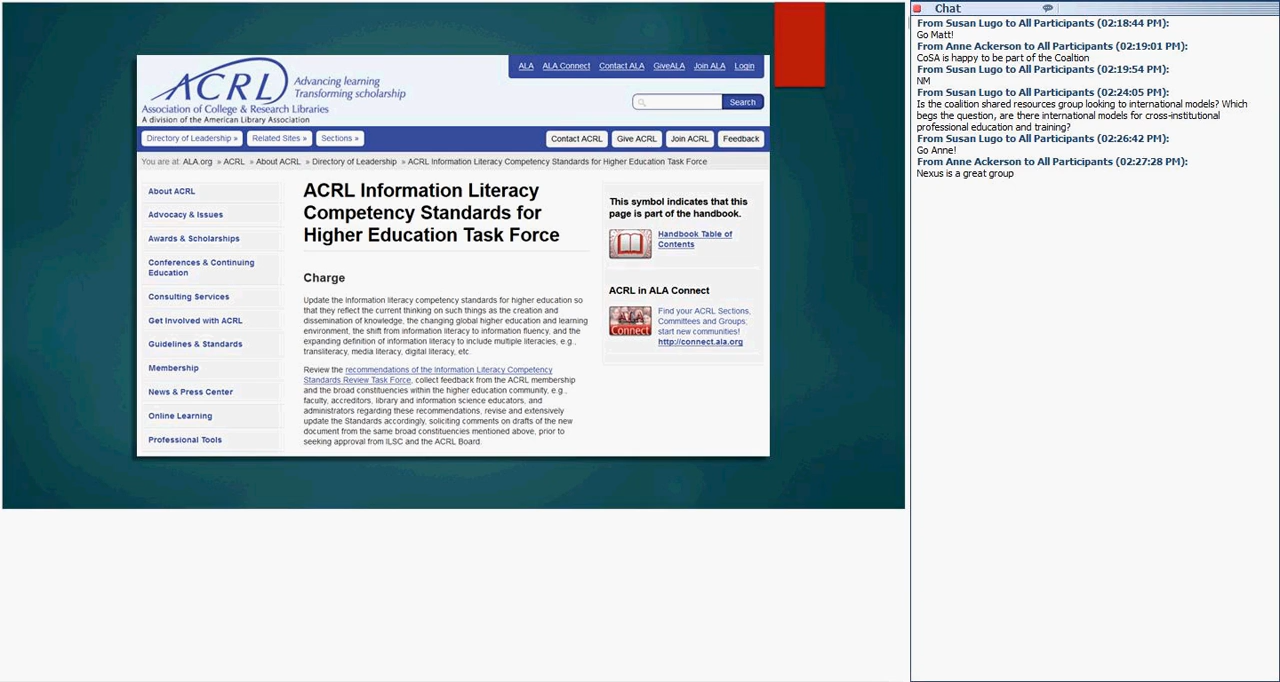 ACRL
Advancing learning
Transforming scholarship
Association of College & Research Libraries
A division of the American Library Association
ALA ALA Connect Contact ALA GiveALA Join ALA Login
Search
Directory of Leadership » Related Sites » Sections »
Contact ACRL Give ACRL Join ACRL Feedback
You are at: ALA.org » ACRL » About ACRL » Directory of Leadership » ACRL Information Literacy Competency Standards for Higher Education Task Force
About ACRL
Advocacy & Issues
Awards & Scholarships
Conferences & Continuing
Education
Consulting Services
Get Involved with ACRL
Guidelines & Standards
Membership
News & Press Center
Online Learning
Professional Tools
ACRL Information Literacy
Competency Standards for
Higher Education Task Force
Charge
Update the information literacy competency standards for higher education so
that they reflect the current thinking on such things as the creation and
dissemination of knowledge, the changing global higher education and learning
environment, the shift from information literacy to information fluency, and the
expanding definition of information literacy to include multiple literacies, e.g.,
transliteracy, media literacy, digital literacy, etc.
Review the recommendations of the Information Literacy Competency
Standards Review Task Force, collect feedback from the ACRL membership
and the broad constituencies within the higher education community, e.g.,
faculty, accreditors, library and information science educators, and
administrators regarding these recommendations, revise and extensively
update the Standards accordingly, soliciting comments on drafts of the new
document from the same broad constituencies mentioned above, prior to
seeking approval from ILSC and the ACRL Board.
This symbol indicates that this
page is part of the handbook.
Handbook Table of
Contents
ACRL in ALA Connect
ALA
Connect
Find your ACRL Sections,
Committees and Groups;
start new communities!
http://connect.ala.org
Chat
From Susan Lugo to All Participants (02:18:44 PM):
Go Matt!
From Anne Ackerson to All Participants (02:19:01 PM):
CoSA is happy to be part of the Coalition
From Susan Lugo to All Participants (02:19:54 PM):
NM
From Susan Lugo to All Participants (02:24:05 PM):
Is the coalition shared resources group looking to international models? Which
begs the question, are there international models for cross-institutional
professional education and training?
From Susan Lugo to All Participants (02:26:42 PM):
Go Anne!
From Anne Ackerson to All Participants (02:27:28 PM):
Nexus is a great group